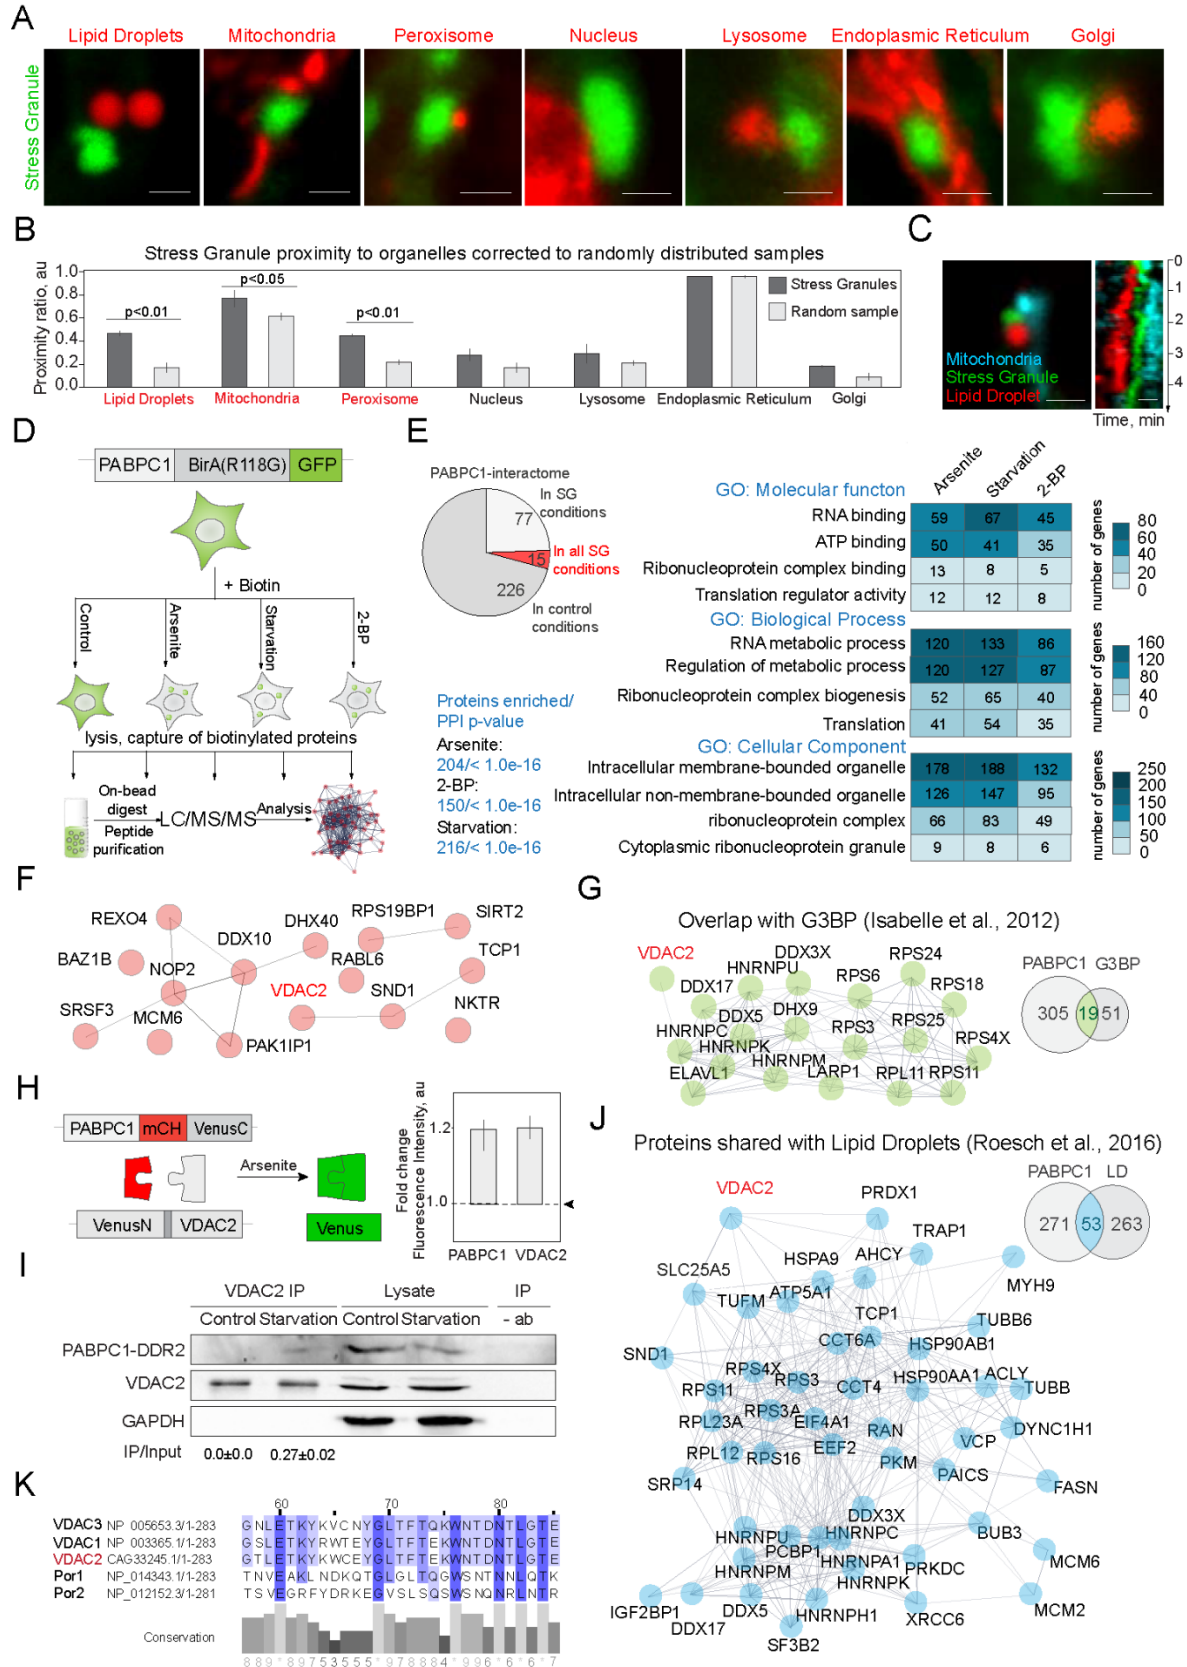 A
Lipid Droplets
Mitochondria
Peroxisome
Nucleus
Lysosome
Endoplasmic Reticulum
Golgi
Stress Granule
B
Stress Granule proximity to organelles corrected to randomly distributed samples
Proximity ratio, au
1.0
0.8
0.6
0.4
0.2
0.0
p<0.01
p<0.05
p<0.01
Stress Granules
Random sample
Lipid Droplets
Mitochondria
Peroxisome
Nucleus
Lysosome
Endoplasmic Reticulum
Golgi
C
Mitochondria
Stress Granule
Lipid Droplet
0
1
2
3
4
Time, min
D
PABPC1
BirA(R118G)
GFP
+ Biotin
Control
Arsenite
Starvation
2-BP
lysis, capture of biotinylated proteins
On-bead
digest
Peptide
purification
LC/MS/MS
Analysis
E
PABPC1-interactome
In SG
conditions
77
In all SG
conditions
15
226
In control
conditions
Proteins enriched/
PPI p-value
Arsenite:
204/< 1.0e-16
2-BP:
150/< 1.0e-16
Starvation:
216/< 1.0e-16
Arsenite
Starvation
2-BP
GO: Molecular functon
RNA binding 59 67 45
ATP binding 50 41 35
Ribonucleoprotein complex binding 13 8 5
Translation regulator activity 12 12 8
number of genes
80
60
40
20
0
GO: Biological Process
RNA metabolic process 120 133 86
Regulation of metabolic process 120 127 87
Ribonucleoprotein complex biogenesis 52 65 40
Translation 41 54 35
number of genes
160
120
80
40
0
GO: Cellular Component
Intracellular membrane-bounded organelle 178 188 132
Intracellular non-membrane-bounded organelle 126 147 95
ribonucleoprotein complex 66 83 49
Cytoplasmic ribonucleoprotein granule 9 8 6
number of genes
250
200
150
100
50
0
F
REXO4
DHX40
RPS19BP1
SIRT2
DDX10
BAZ1B
NOP2
RABL6
TCP1
VDAC2
SND1
SRSF3
MCM6
NKTR
PAK1IP1
G
Overlap with G3BP (Isabelle et al., 2012)
VDAC2
DDX3X
HNRNPU
RPS24
DDX17
RPS6
RPS18
DDX5
DHX9
HNRNPC
RPS3
RPS25
HNRNPK
RPS4X
HNRNPM
ELAVL1
LARP1
RPL11
RPS11
PABPC1
G3BP
305
19
51
H
PABPC1
mCH
VenusC
Arsenite
VenusN
VDAC2
Venus
Fold change
Fluorescence Intensity, au
1.2
1.0
PABPC1
VDAC2
I
VDAC2 IP
Lysate
IP
Control Starvation
Control Starvation
- ab
PABPC1-DDR2
VDAC2
GAPDH
IP/Input
0.0±0.0
0.27±0.02
J
Proteins shared with Lipid Droplets (Roesch et al., 2016)
PABPC1
LD
271
53
263
VDAC2
PRDX1
TRAP1
HSPA9
AHCY
SLC25A5
MYH9
TUFM
ATP5A1
TCP1
TUBB6
CCT6A
HSP90AB1
SND1
RPS4X
RPS3
HSP90AA1
ACLY
RPS11
CCT4
TUBB
RPS3A
RPL23A
EIF4A1
RAN
DYNC1H1
VCP
RPL12
RPS16
EEF2
PKM
PAICS
SRP14
FASN
DDX3X
HNRNPU
HNRNPC
BUB3
PCBP1
HNRNPA1
PRKDC
MCM6
HNRNPM
HNRNPK
IGF2BP1
DDX5
HNRNPH1
XRCC6
MCM2
DDX17
SF3B2
K
60
70
80
VDAC3 NP_005653.3/1-283 GNLETKYKVCNYGLTFTQKWNTDNTLGTE
VDAC1 NP_003365.1/1-283 GSLETKYRWTEYGLTFTEKWNTDNTLGTE
VDAC2 CAG33245.1/1-283 GTLETKYKWCEYGLTFTEKWNTDNTLGTE
Por1 NP_014343.1/1-283 TNVEAKLNDKQTGLGLTQGWSNTNNLQTK
Por2 NP_012152.3/1-281 TSVEGRFYDRKEGVSLSQSWSNQNRLNTR
Conservation